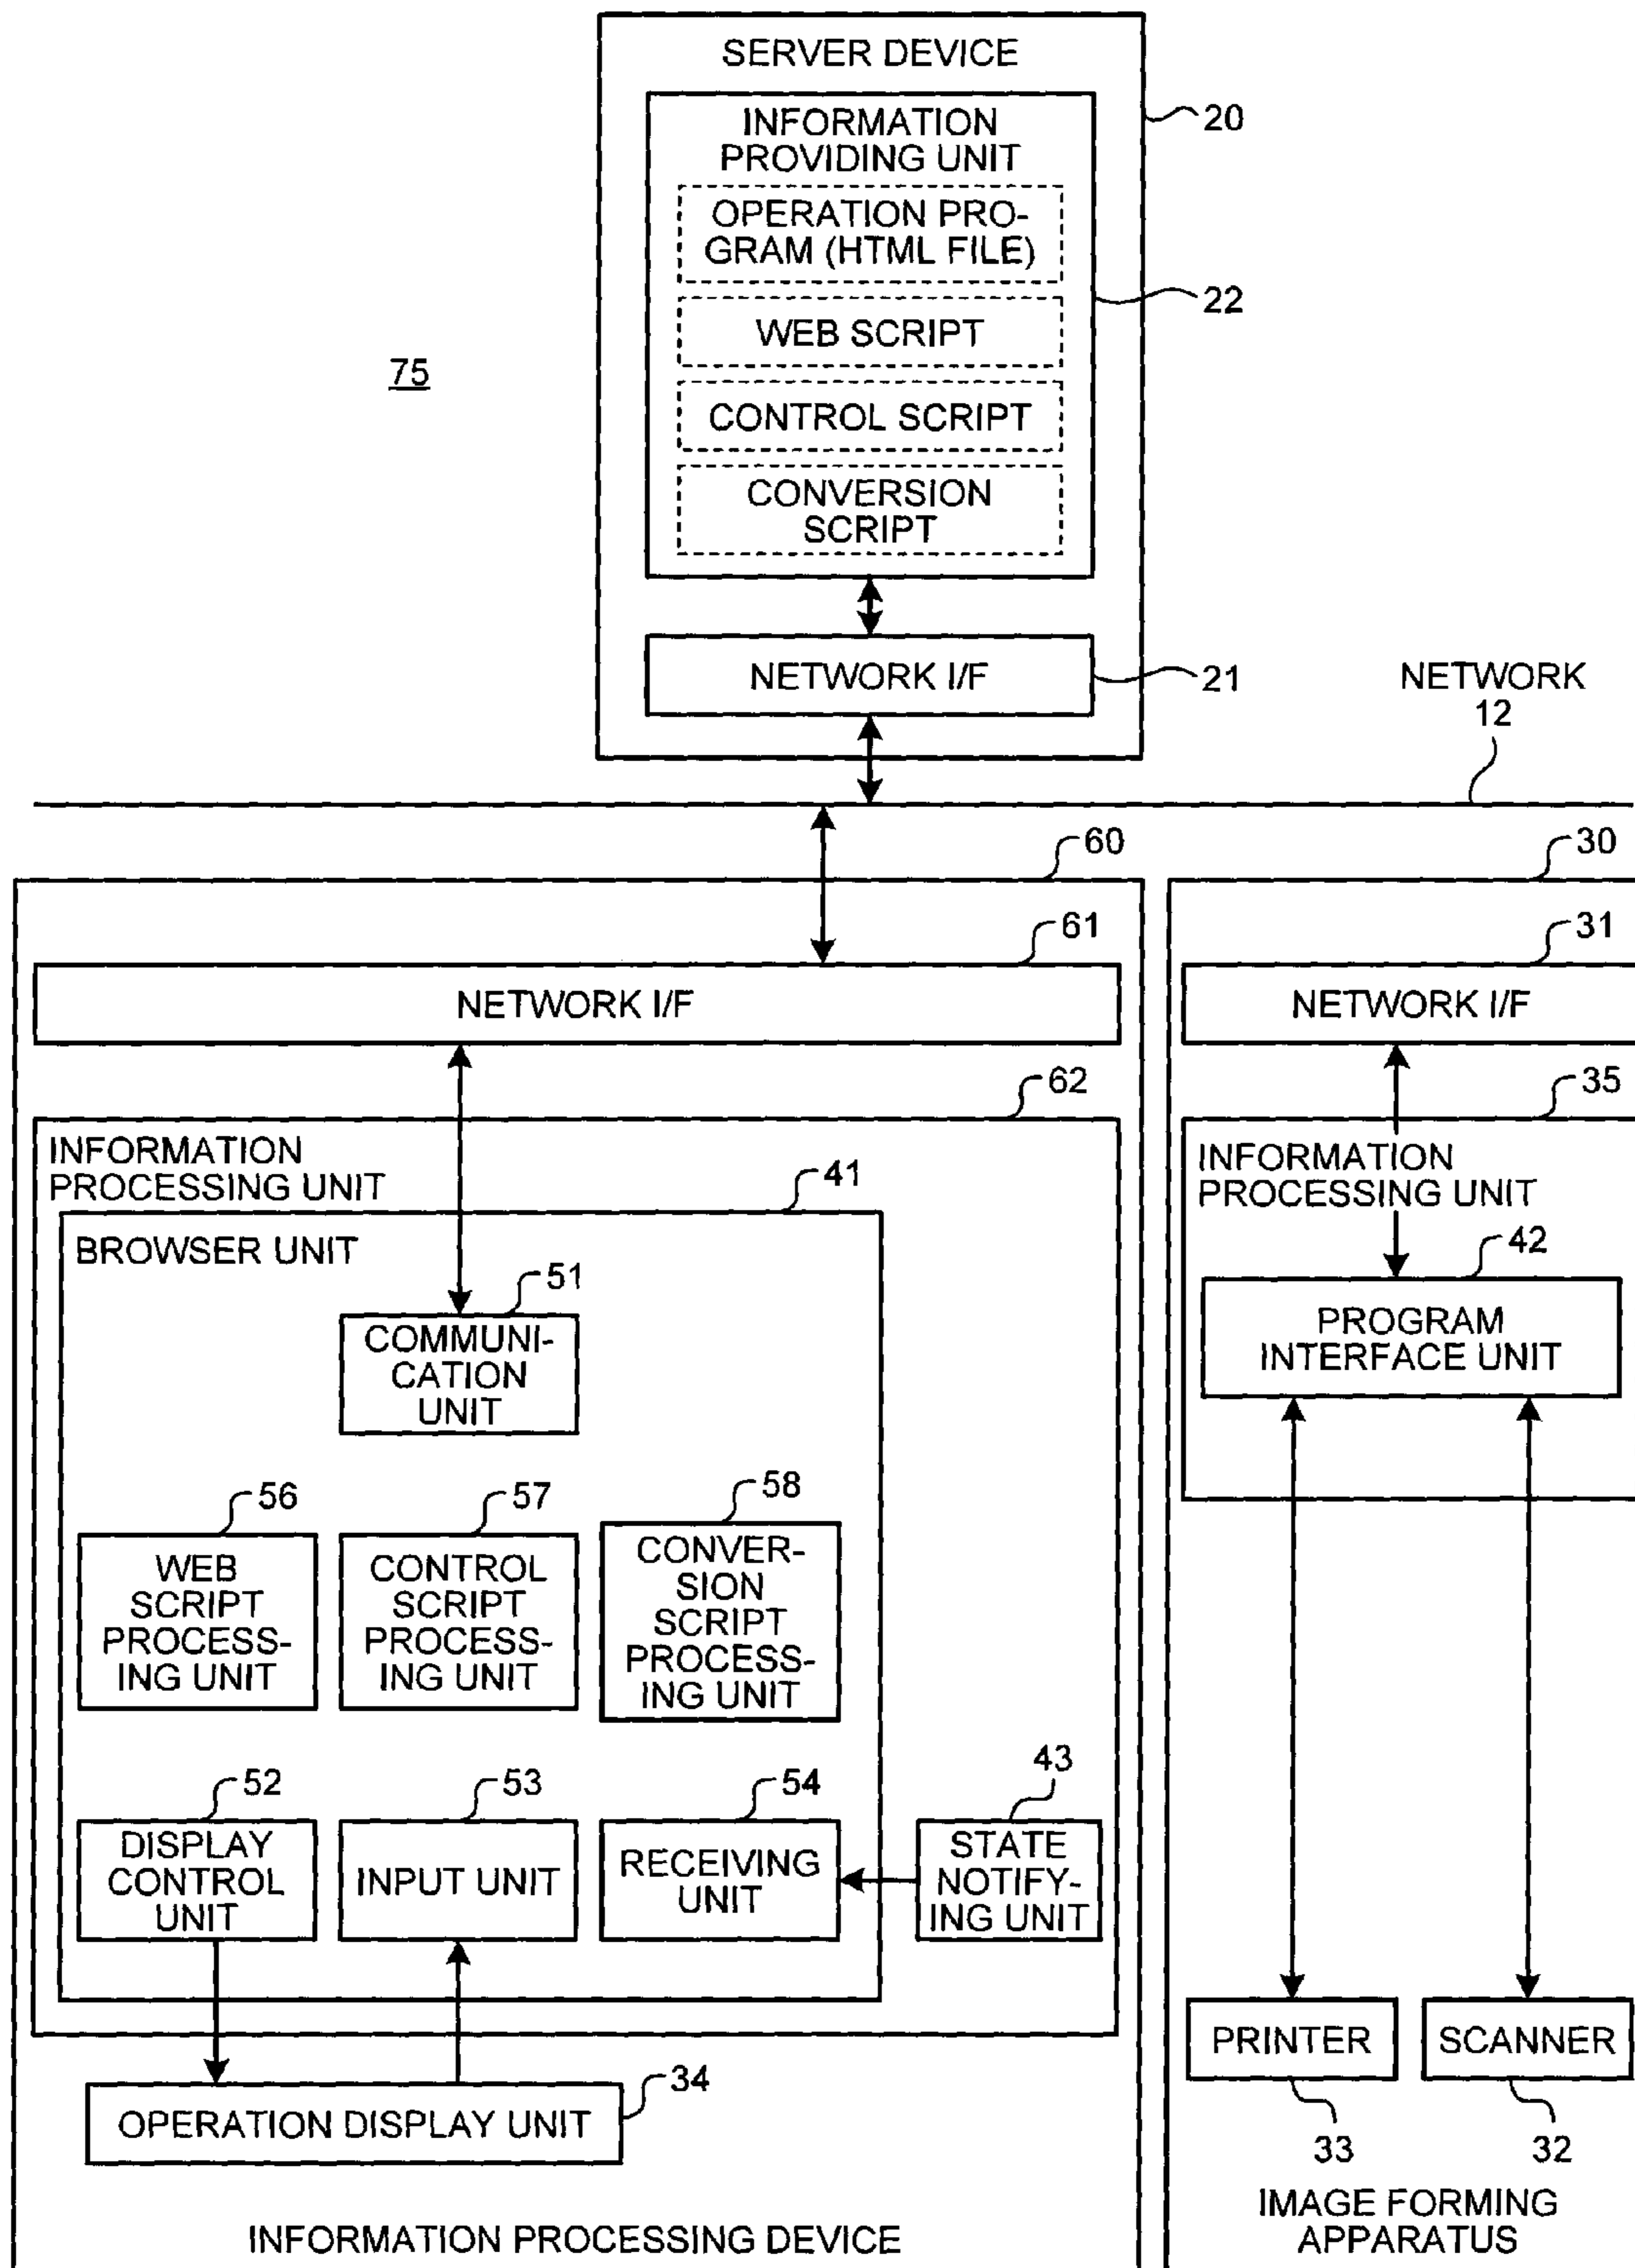 SERVER DEVICE
20
INFORMATION
PROVIDING UNIT
OPERATION PRO-
GRAM (HTML FILE)
22
WEB SCRIPT
75
CONTROL SCRIPT
CONVERSION
SCRIPT
NETWORK I/F
21
NETWORK
12
60
30
61
31
NETWORK I/F
NETWORK I/F
62
35
INFORMATION
PROCESSING UNIT
41
INFORMATION
PROCESSING UNIT
BROWSER UNIT
42
51
COMMUNI-
CATION
UNIT
PROGRAM
INTERFACE UNIT
56
57
58
WEB
SCRIPT
PROCESS-
ING UNIT
CONTROL
SCRIPT
PROCESS-
ING UNIT
CONVER-
SION
SCRIPT
PROCESS-
ING UNIT
52
53
54
43
DISPLAY
CONTROL
UNIT
INPUT UNIT
RECEIVING
UNIT
STATE
NOTIFY-
ING UNIT
PRINTER
SCANNER
34
OPERATION DISPLAY UNIT
33
32
INFORMATION PROCESSING DEVICE
IMAGE FORMING
APPARATUS